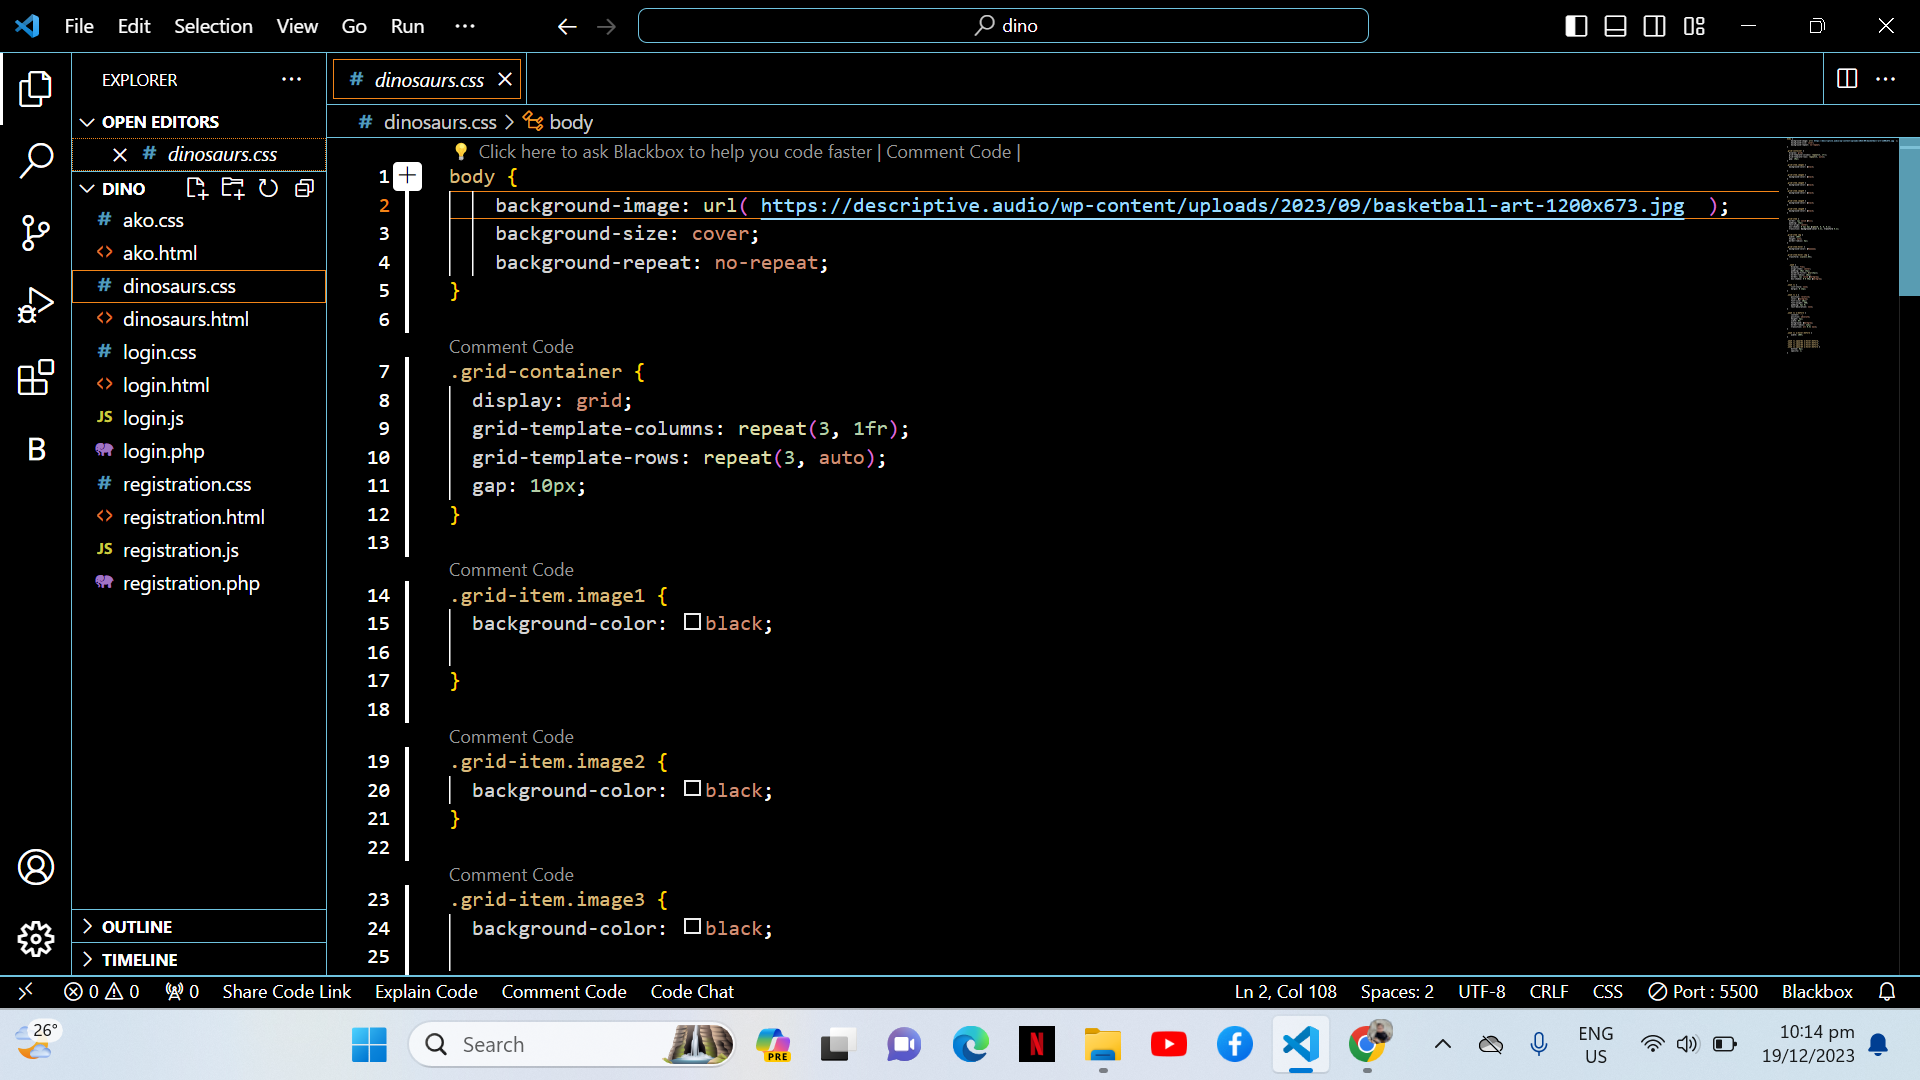 File Edit Selection View Go Run
dino
EXPLORER
OPEN EDITORS
# dinosaurs.css
DINO
# ako.css
<> ako.html
# dinosaurs.css
<> dinosaurs.html
# login.css
<> login.html
JS login.js
login.php
# registration.css
<> registration.html
JS registration.js
registration.php
OUTLINE
TIMELINE
# dinosaurs.css
# dinosaurs.css > body
Click here to ask Blackbox to help you code faster | Comment Code |
1 body {
2 background-image: url( https://descriptive.audio/wp-content/uploads/2023/09/basketball-art-1200x673.jpg );
3 background-size: cover;
4 background-repeat: no-repeat;
5 }
6
Comment Code
7 .grid-container {
8 display: grid;
9 grid-template-columns: repeat(3, 1fr);
10 grid-template-rows: repeat(3, auto);
11 gap: 10px;
12 }
13
Comment Code
14 .grid-item.image1 {
15 background-color: black;
16
17 }
18
Comment Code
19 .grid-item.image2 {
20 background-color: black;
21 }
22
Comment Code
23 .grid-item.image3 {
24 background-color: black;
25
0 0 0 Share Code Link Explain Code Comment Code Code Chat
Ln 2, Col 108 Spaces: 2 UTF-8 CRLF CSS Port : 5500 Blackbox
26°
Search
PRE
N
ENG
US
10:14 pm
19/12/2023